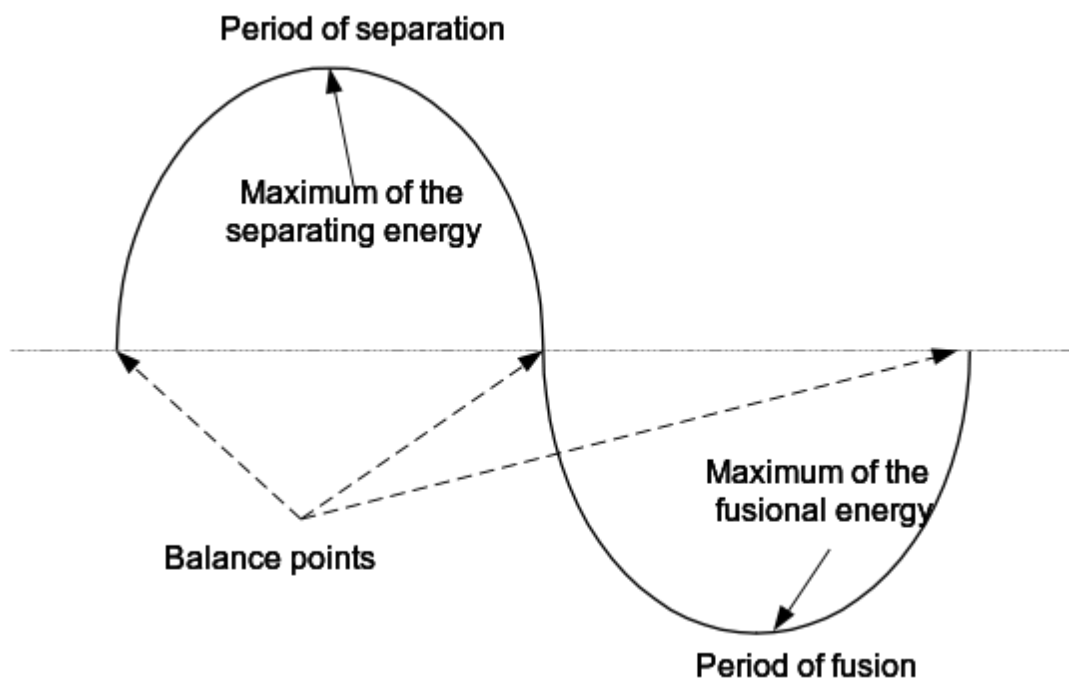 Period of separation
Maximum of the
separating energy
Balance points
Maximum of the
fusional energy
Period of fusion